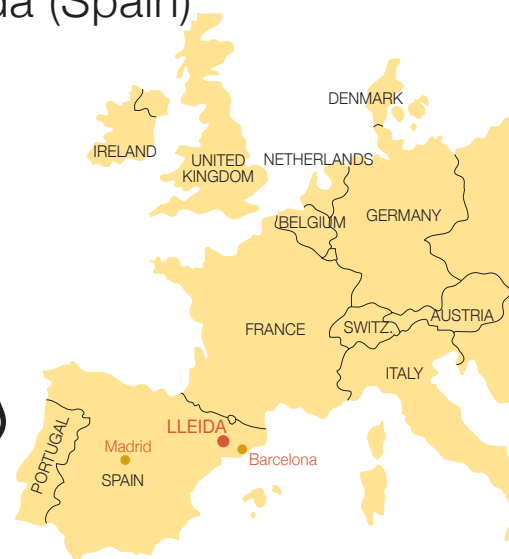 da (Spain)
DENMARK
IRELAND
UNITED
KINGDOM
NETHERLANDS
BELGIUM
GERMANY
FRANCE
SWITZ.
AUSTRIA
ITALY
PORTUGAL
LLEIDA
Madrid
Barcelona
SPAIN